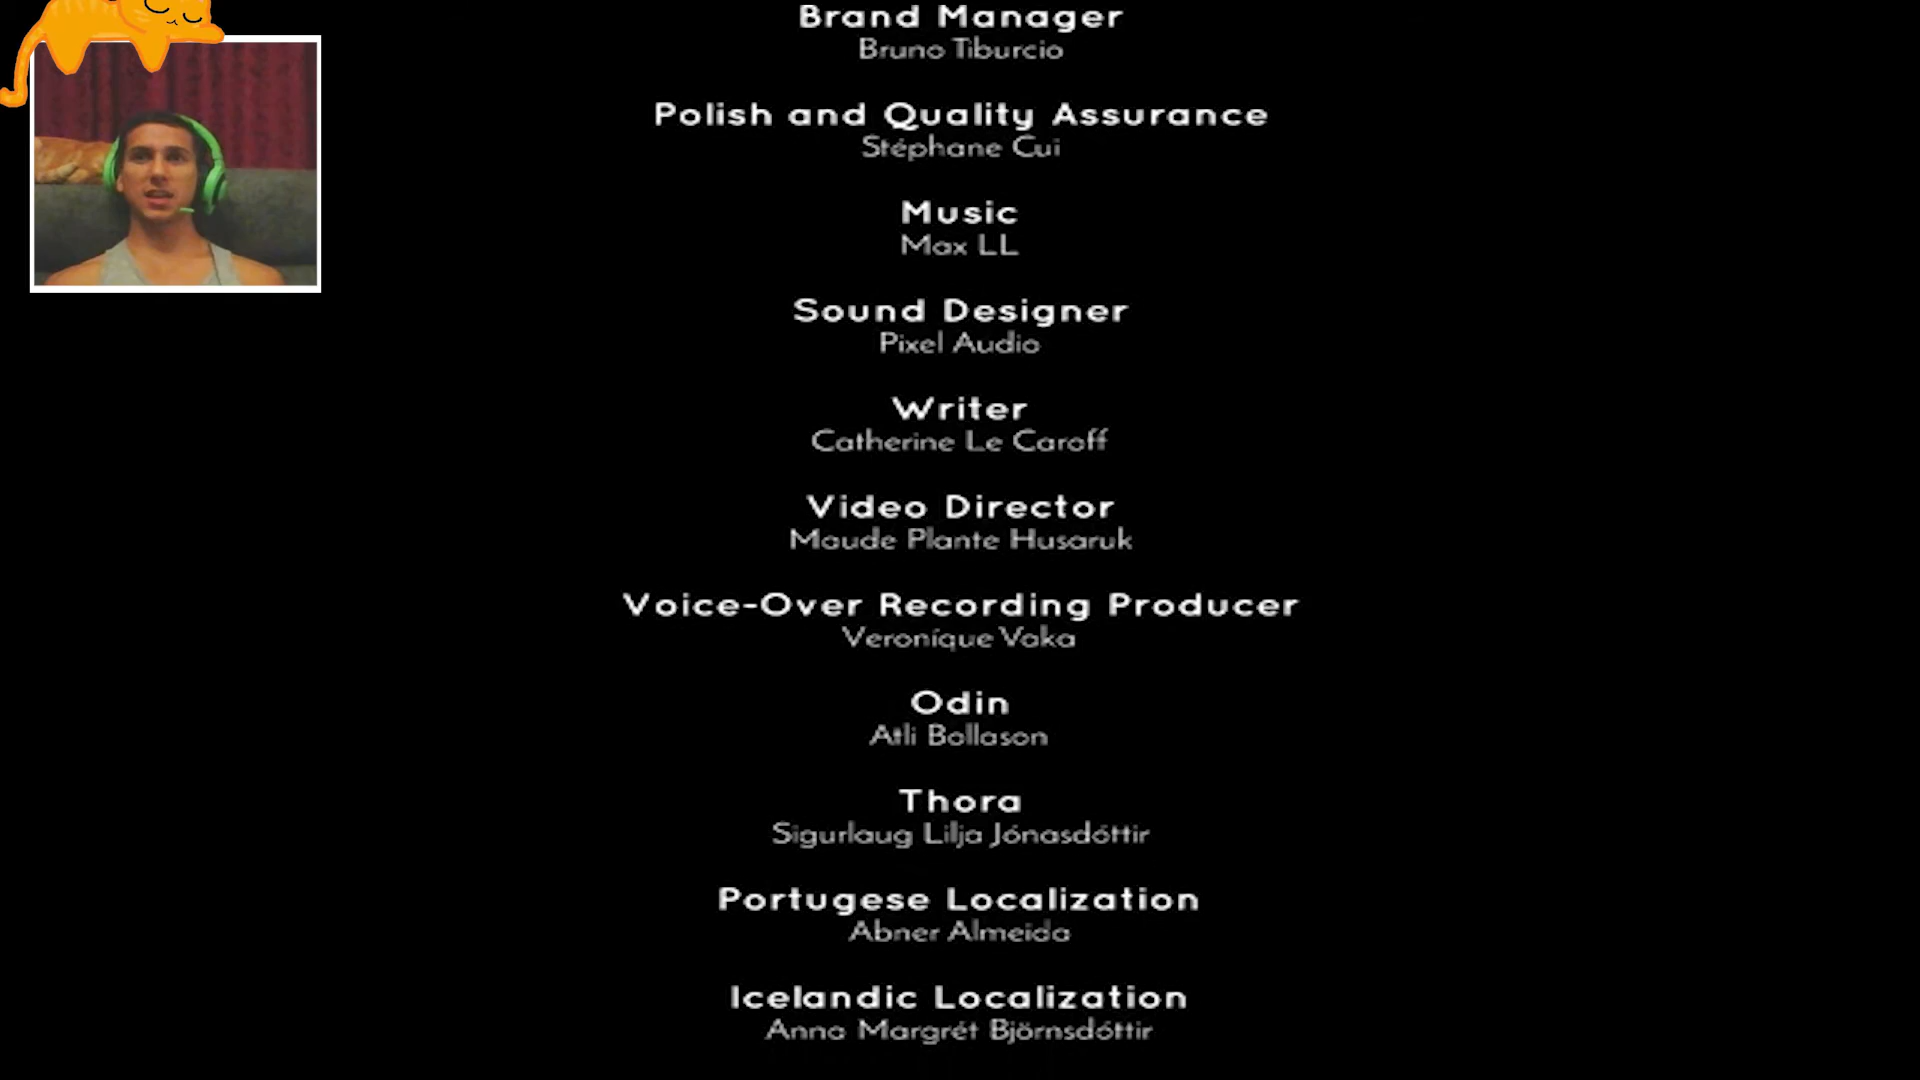 Brand Manager
Bruno Tiburcio
Polish and Quality Assurance
Stéphane Cui
Music
Max LL
Sound Designer
Pixel Audio
Writer
Catherine Le Caroff
Video Director
Maude Plante Husaruk
Voice-Over Recording Producer
Veroníque Vaka
Odin
Atli Bollason
Thora
Sigurlaug Lilja Jónasdóttir
Portugese Localization
Abner Almeida
Icelandic Localization
Anna Margrét Björnsdóttir